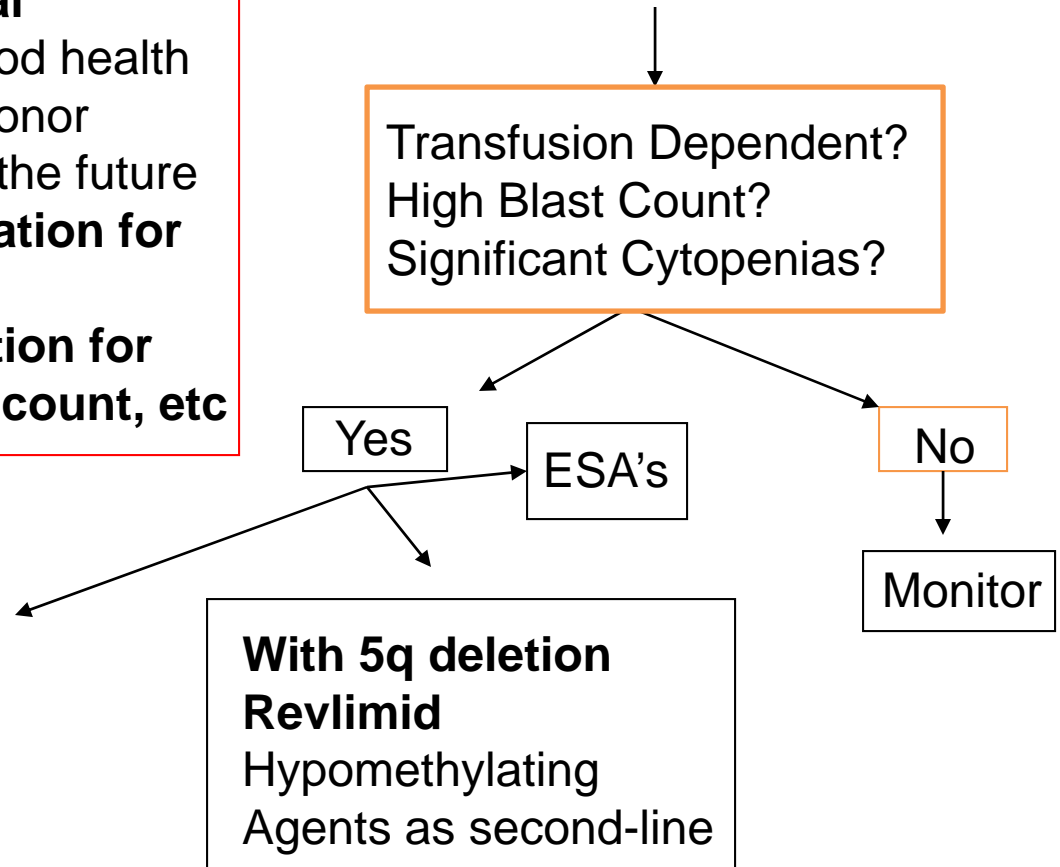 od health
onor
the future
ation for
tion for
count, etc
Transfusion Dependent?
High Blast Count?
Significant Cytopenias?
Yes
ESA’s
No
Monitor
With 5q deletion
Revlimid
Hypomethylating
Agents as second-line